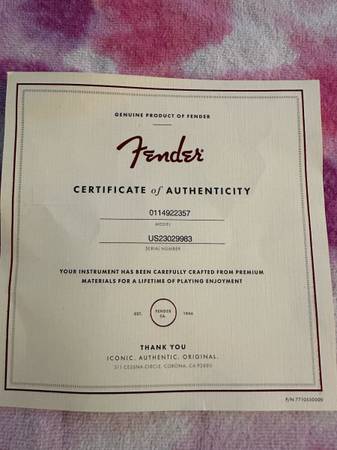 GENUINE PRODUCT OF FENDER
Fender
CERTIFICATE of AUTHENTICITY
0114922357
MODEL
US23029983
SERIAL NUMBER
YOUR INSTRUMENT HAS BEEN CAREFULLY CRAFTED FROM PREMIUM
MATERIALS FOR A LIFETIME OF PLAYING ENJOYMENT
EST. FENDER CA 1946
THANK YOU
ICONIC. AUTHENTIC. ORIGINAL.
311 CESSNA CIRCLE, CORONA, CA 92880
P/N 7710550009